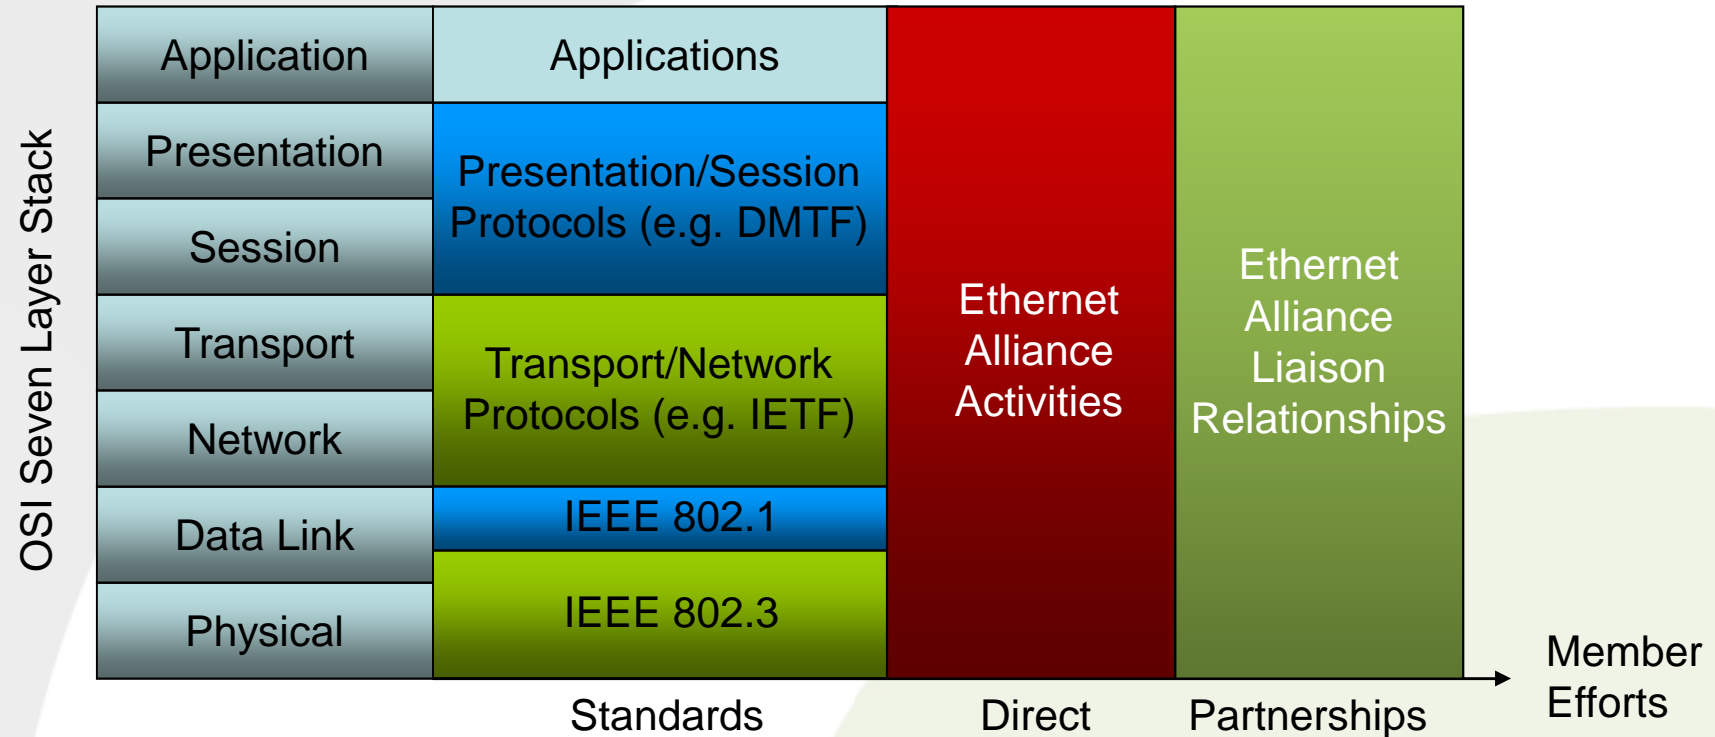 OSI Seven Layer Stack
Application
Presentation
Session
Transport
Network
Data Link
Physical
Applications
Presentation/Session
Protocols (e.g. DMTF)
Transport/Network
Protocols (e.g. IETF)
IEEE 802.1
IEEE 802.3
Ethernet
Alliance
Activities
Ethernet
Alliance
Liaison
Relationships
Standards
Direct
Partnerships
Member
Efforts